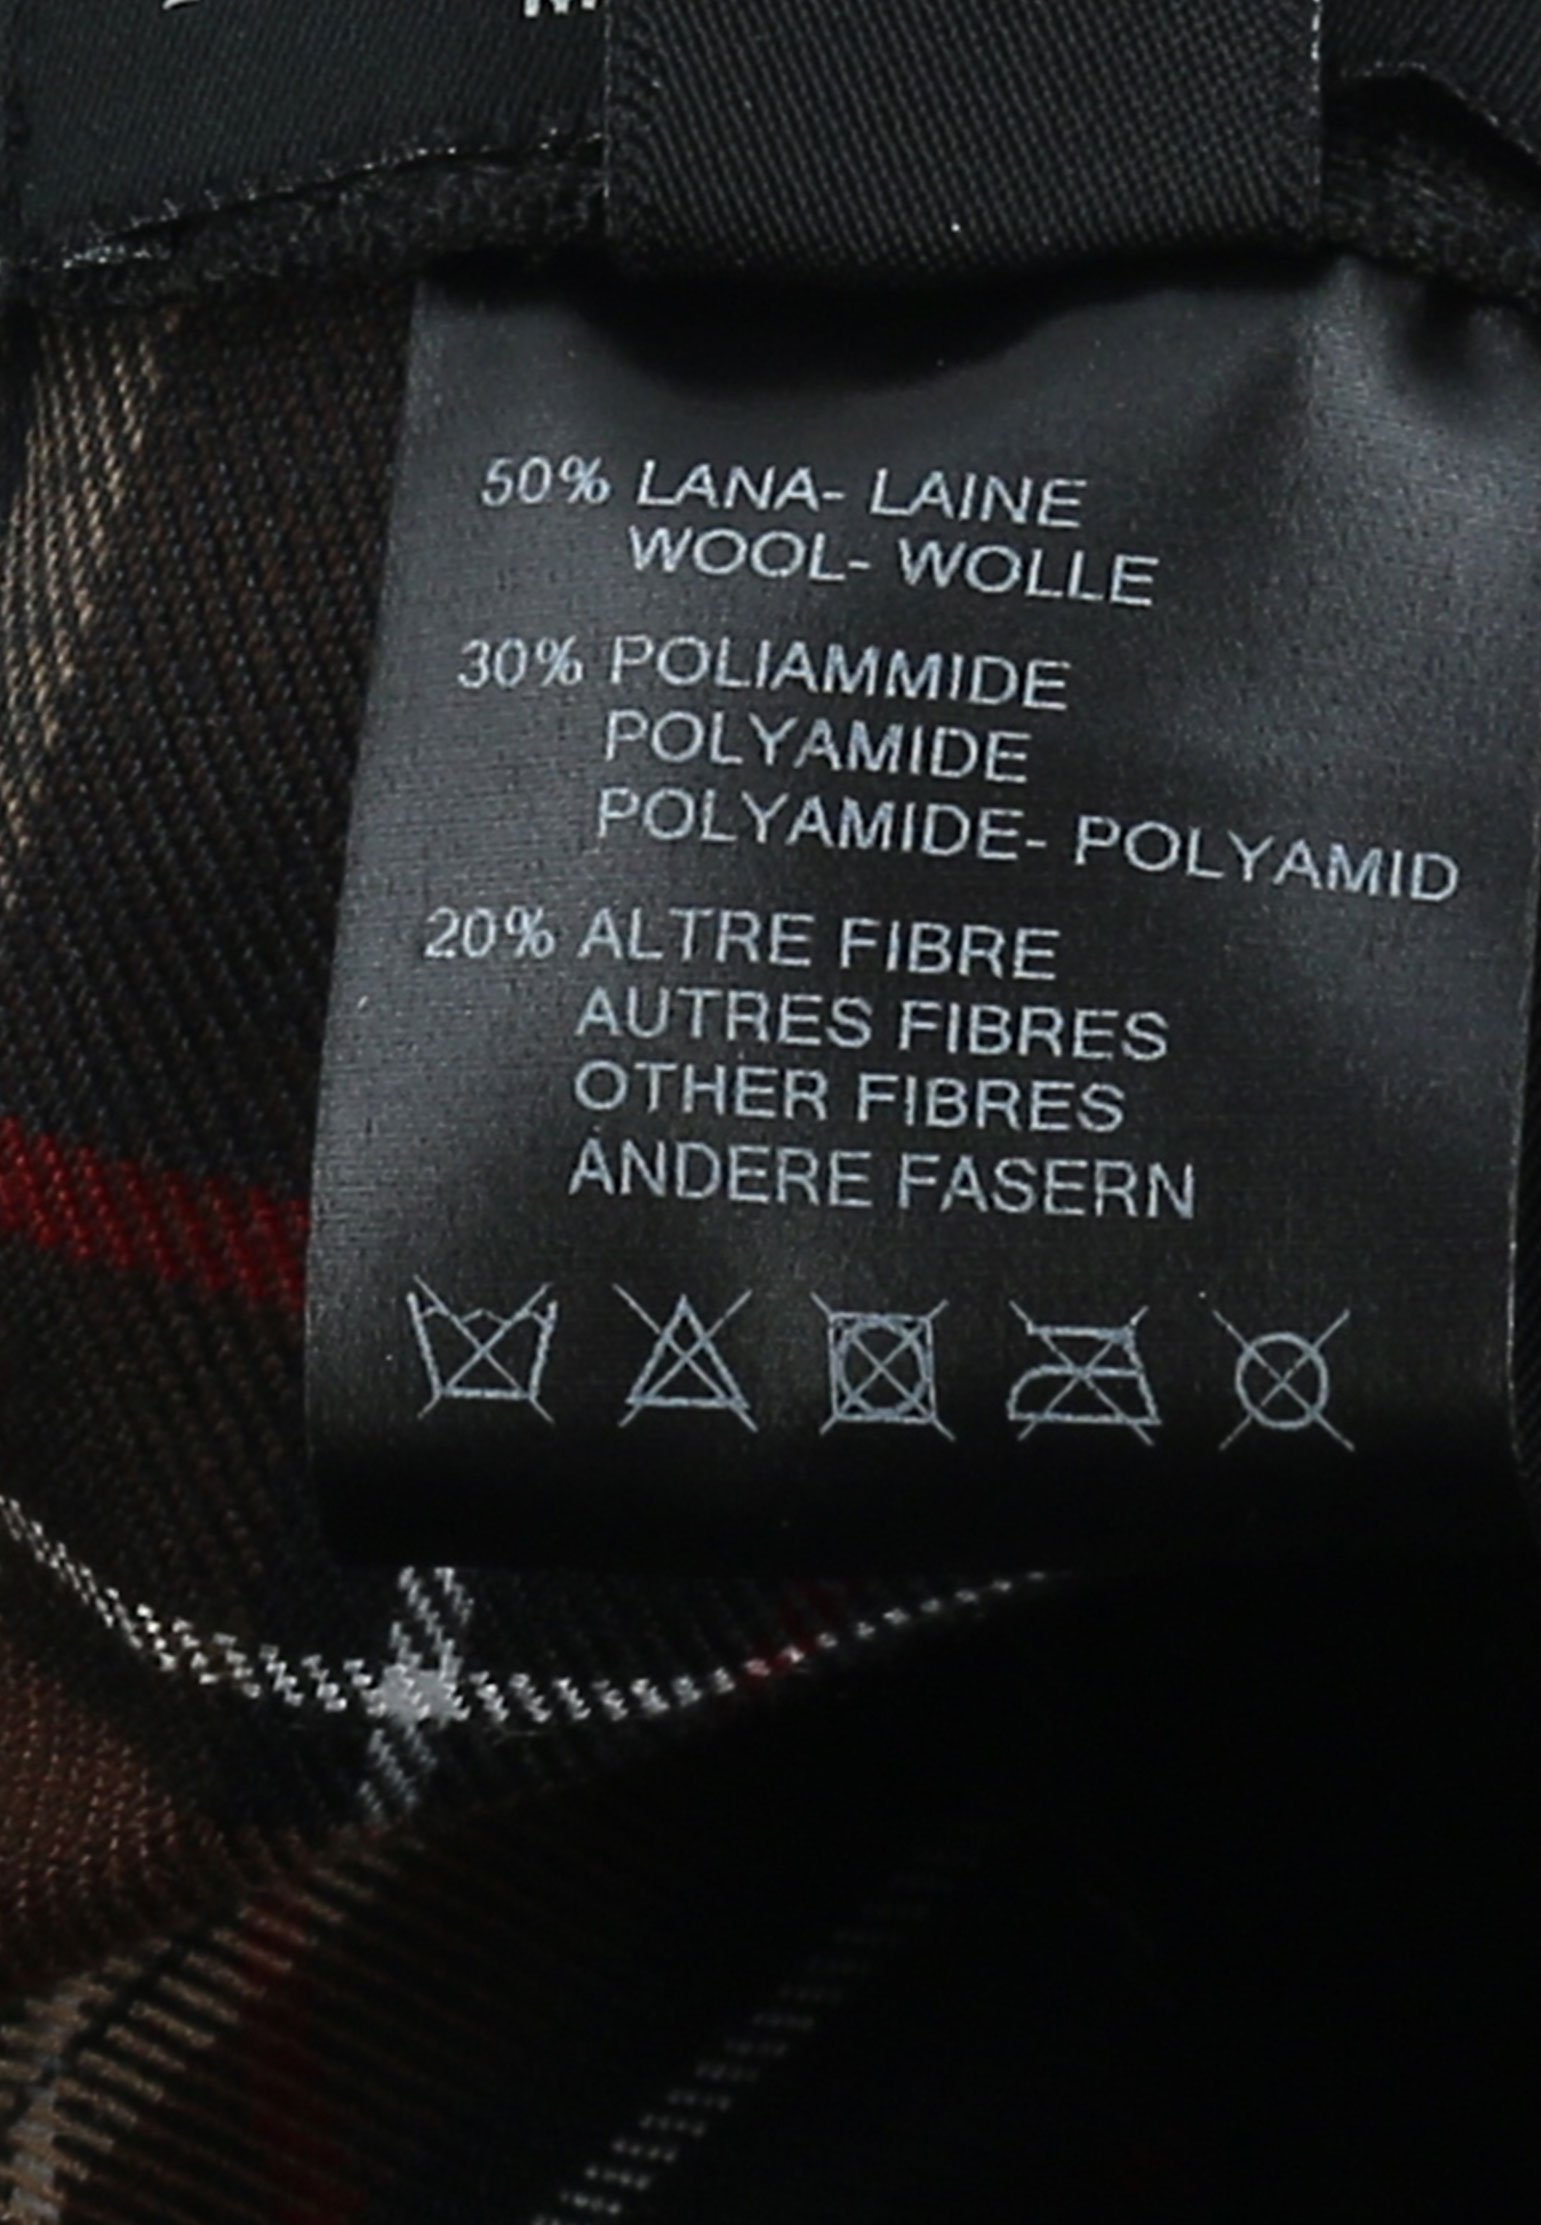 50% LANA- LAINE
WOOL- WOLLE
30% POLIAMMIDE
POLYAMIDE
POLYAMIDE- POLYAMID
20% ALTRE FIBRE
AUTRES FIBRES
OTHER FIBRES
ANDERE FASERN